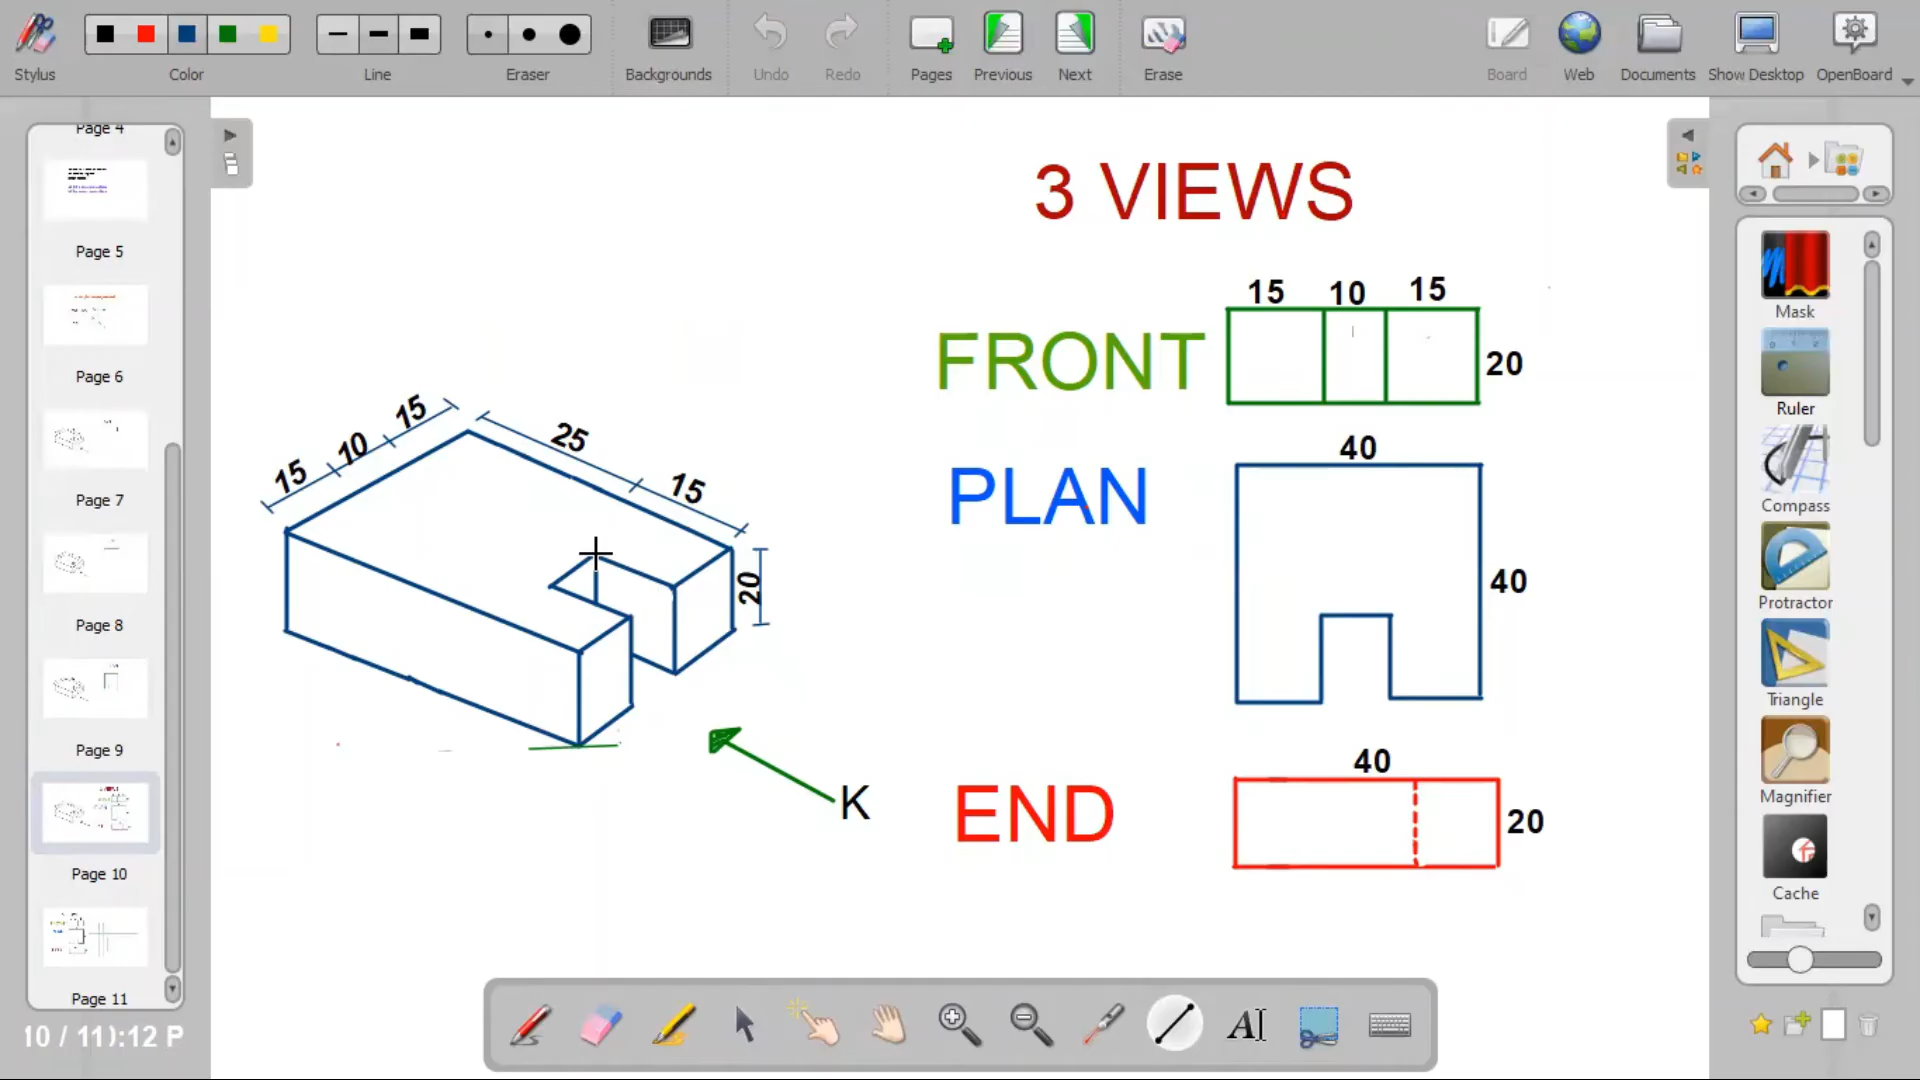 Stylus
Color
Line
Eraser
Backgrounds
Undo
Redo
Pages
Previous
Next
Erase
Board
Web
Documents
Show Desktop
OpenBoard
Page 4
Page 5
Page 6
Page 7
Page 8
Page 9
Page 10
Page 11
10 / 11
):12 P
3 VIEWS
15 10 15
FRONT
20
40
PLAN
40
40
END
20
15
10
15
25
15
20
K
Mask
Ruler
Compass
Protractor
Triangle
Magnifier
Cache